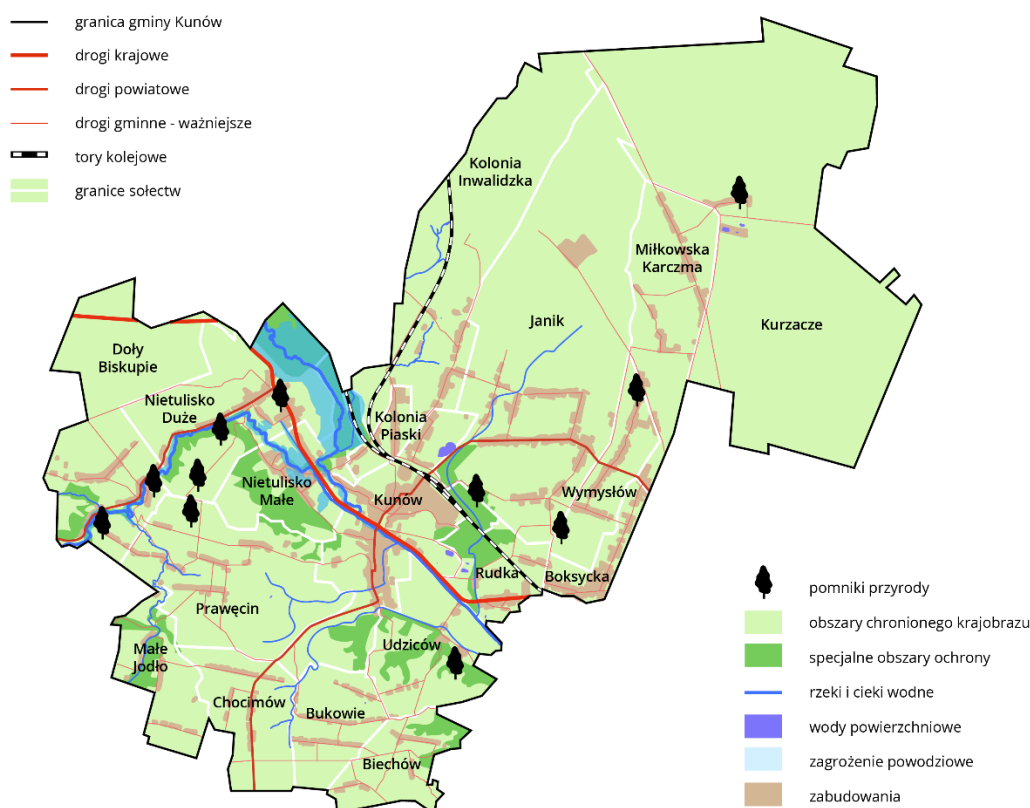 granica gminy Kunów
drogi krajowe
drogi powiatowe
drogi gminne - ważniejsze
tory kolejowe
granice sołectw
Kolonia
Inwalidzka
Miłkowska
Karczma
Janik
Kurzacze
Doły
Biskupie
Nietulisko
Duże
Kolonia
Piaski
Nietulisko
Małe
Kunów
Wymysłów
Rudka
Boksycka
Prawęcin
Małe
Jodło
Udziców
Chocimów
Bukowie
Biechów
pomniki przyrody
obszary chronionego krajobrazu
specjalne obszary ochrony
rzeki i cieki wodne
wody powierzchniowe
zagrożenie powodziowe
zabudowania